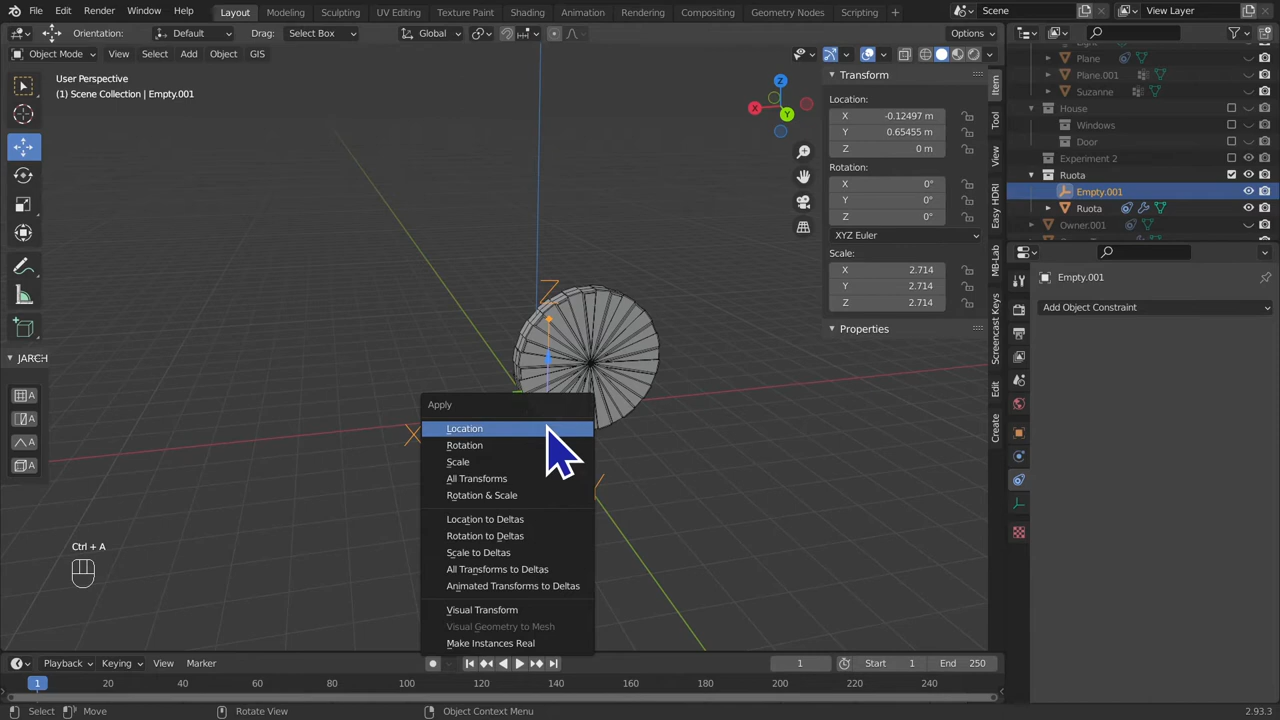 File Edit Render Window Help Layout Modeling Sculpting UV Editing Texture Paint Shading Animation Rendering Compositing Geometry Nodes Scripting + Scene View Layer
Orientation: Default Drag: Select Box Global Options
Object Mode View Select Add Object GIS
User Perspective
(1) Scene Collection | Empty.001
Z
X
Y
Z
X
JARCH
A
A
A
A
Apply
Location
Rotation
Scale
All Transforms
Rotation & Scale
Location to Deltas
Rotation to Deltas
Scale to Deltas
All Transforms to Deltas
Animated Transforms to Deltas
Visual Transform
Visual Geometry to Mesh
Make Instances Real
Ctrl + A
Transform
Location:
X -0.12497 m
Y 0.65455 m
Z 0 m
Rotation:
X 0°
Y 0°
Z 0°
XYZ Euler
Scale:
X 2.714
Y 2.714
Z 2.714
Properties
Item
Tool
View
Easy HDRI
MB-Lab
Screencast Keys
Edit
Create
Plane
Plane.001
Suzanne
House
Windows
Door
Experiment 2
Ruota
Empty.001
Ruota
Owner.001
Empty.001
Add Object Constraint
Playback Keying View Marker 1 Start 1 End 250
1 20 40 60 80 100 120 140 160 180 200 220 240
Select Move Rotate View Object Context Menu 2.93.3